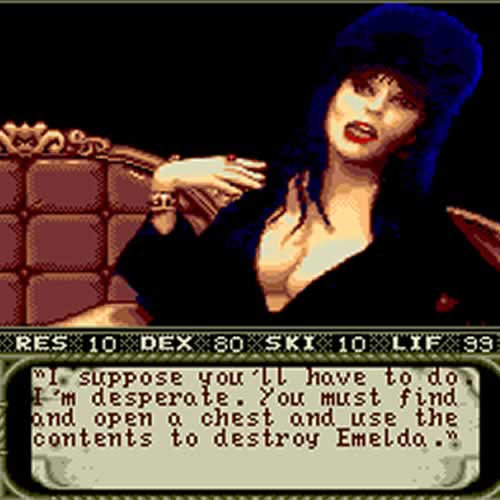 RES 10 DEX 80 SKI 10 LIF 99
"I suppose you'll have to do.
I'm desperate. You must find
and open a chest and use the
contents to destroy Emelda."